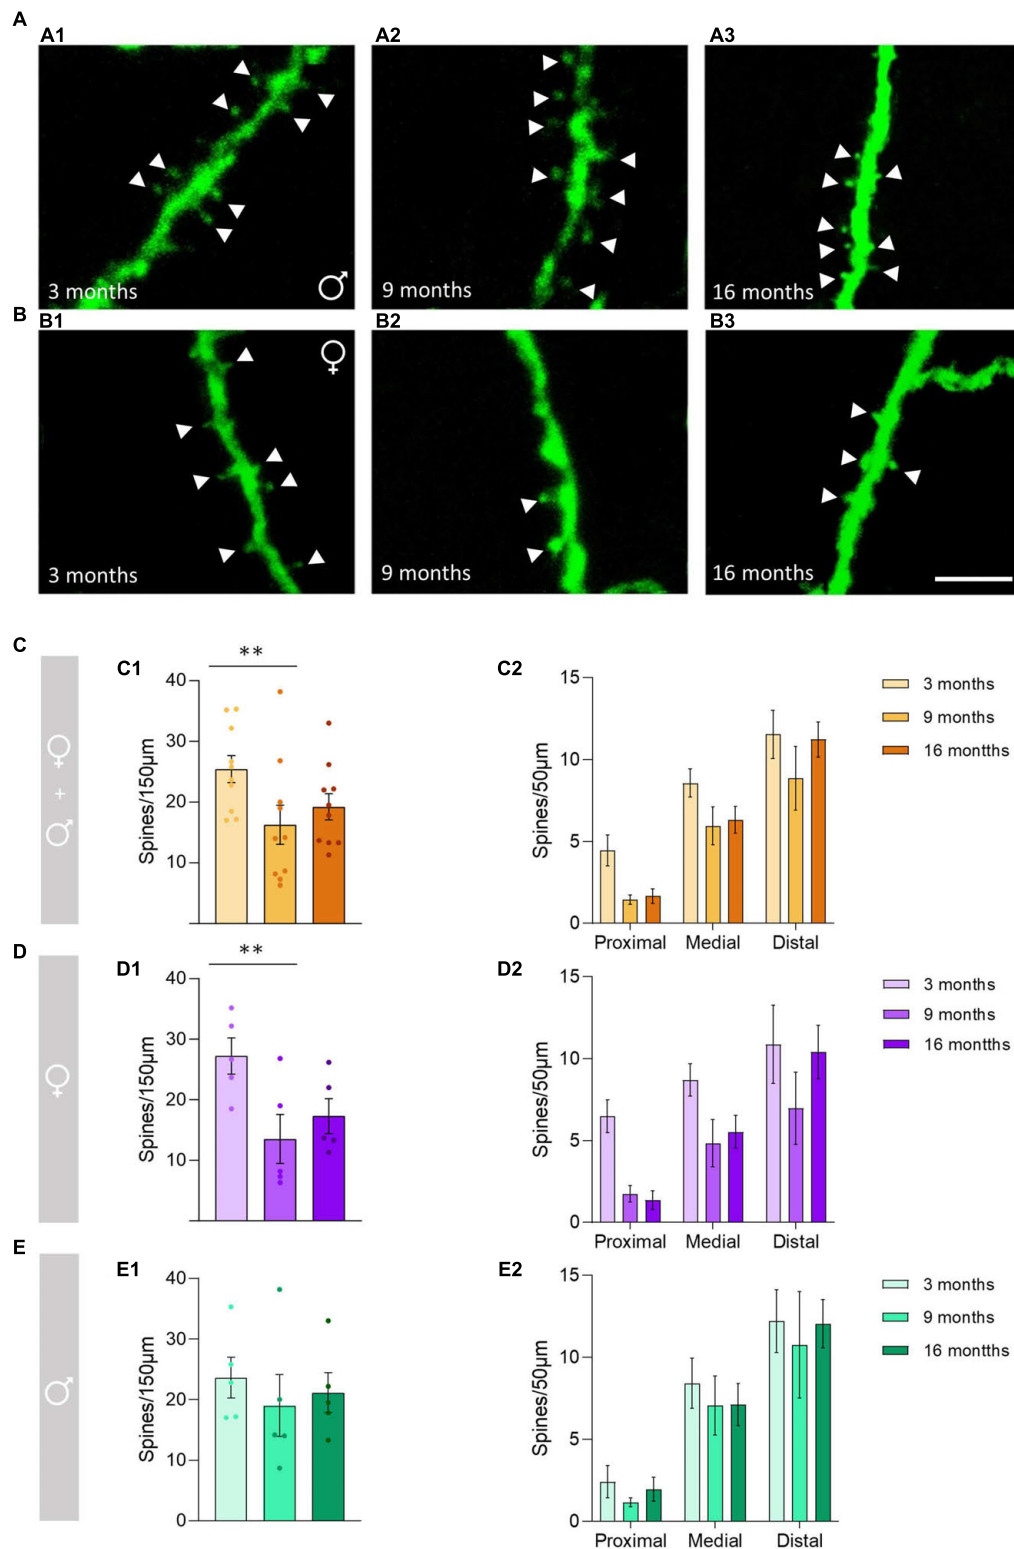 A
A1 A2 A3
3 months ♂ 9 months 16 months
B
B1 B2 B3
♀
3 months 9 months 16 months
C
♀ + ♂
C1
**
Spines/150µm
40
30
20
10
C2
Spines/50µm
15
10
5
0
Proximal Medial Distal
3 months
9 months
16 montths
D
♀
D1
**
Spines/150µm
40
30
20
10
D2
Spines/50µm
15
10
5
0
Proximal Medial Distal
3 months
9 months
16 montths
E
♂
E1
Spines/150µm
40
30
20
10
0
E2
Spines/50µm
15
10
5
0
Proximal Medial Distal
3 months
9 months
16 montths